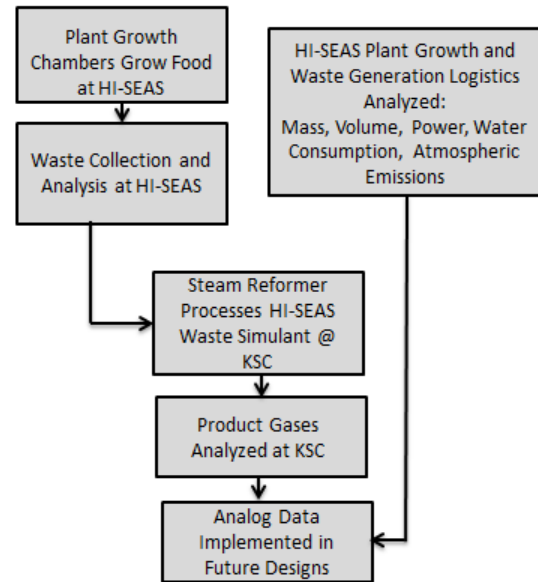 Plant Growth
Chambers Grow Food
at HI-SEAS
HI-SEAS Plant Growth and
Waste Generation Logistics
Analyzed:
Mass, Volume, Power, Water
Consumption, Atmospheric
Emissions
Waste Collection and
Analysis at HI-SEAS
Steam Reformer
Processes HI-SEAS
Waste Simulant @
KSC
Product Gases
Analyzed at KSC
Analog Data
Implemented in
Future Designs